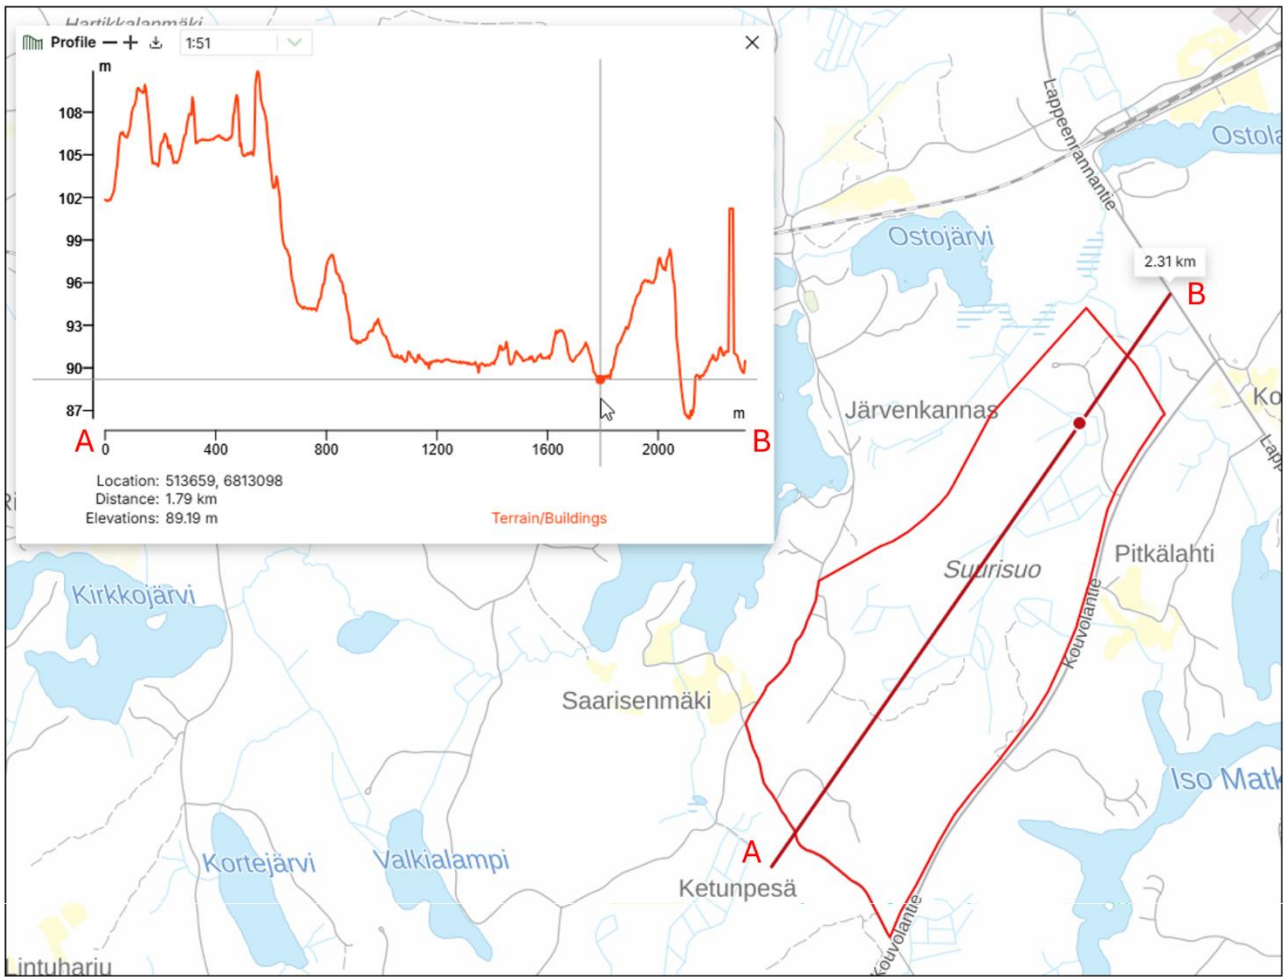 Hartikkalanmäki
Profile
1:51
m
108
105
102
99
96
93
90
87
m
A
0
400
800
1200
1600
2000
B
Location: 513659, 6813098
Distance: 1.79 km
Elevations: 89.19 m
Terrain/Buildings
Lappeenrannantie
Ostola
Ostojärvi
2.31 km
B
Järvenkannas
Ko
Lapp
Suurisuo
Pitkälahti
Kouvolantie
Kirkkojärvi
Saarisenmäki
Iso Matk
A
Kortejärvi
Valkialampi
Ketunpesä
Kouvolantie
Lintuharju